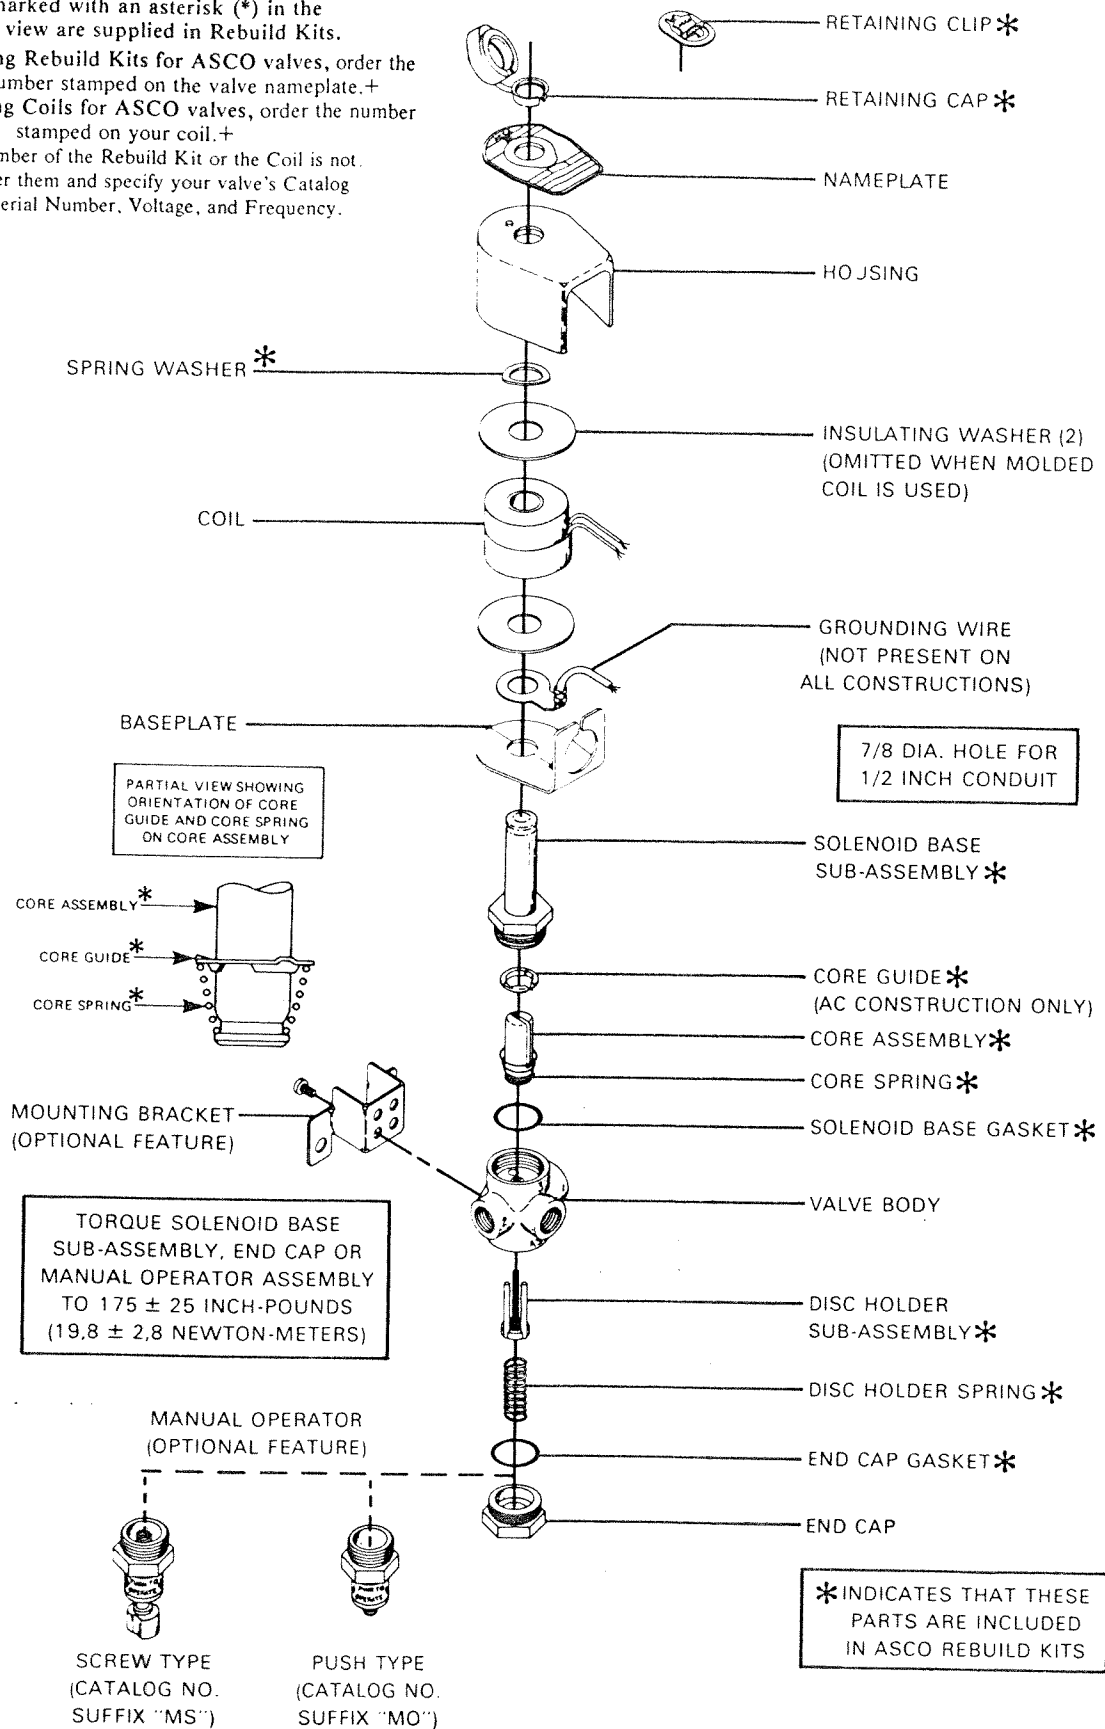 marked with an asterisk (*) in the
view are supplied in Rebuild Kits.
ng Rebuild Kits for ASCO valves, order the
umber stamped on the valve nameplate.+
ng Coils for ASCO valves, order the number
stamped on your coil.+
mber of the Rebuild Kit or the Coil is not
er them and specify your valve's Catalog
erial Number, Voltage, and Frequency.
RETAINING CLIP *
RETAINING CAP *
NAMEPLATE
HOJSING
SPRING WASHER *
INSULATING WASHER (2)
(OMITTED WHEN MOLDED
COIL IS USED)
COIL
GROUNDING WIRE
(NOT PRESENT ON
ALL CONSTRUCTIONS)
BASEPLATE
7/8 DIA. HOLE FOR
1/2 INCH CONDUIT
PARTIAL VIEW SHOWING
ORIENTATION OF CORE
GUIDE AND CORE SPRING
ON CORE ASSEMBLY
SOLENOID BASE
SUB-ASSEMBLY *
CORE ASSEMBLY *
CORE GUIDE *
CORE SPRING *
CORE GUIDE *
(AC CONSTRUCTION ONLY)
CORE ASSEMBLY *
CORE SPRING *
MOUNTING BRACKET
(OPTIONAL FEATURE)
SOLENOID BASE GASKET *
VALVE BODY
TORQUE SOLENOID BASE
SUB-ASSEMBLY, END CAP OR
MANUAL OPERATOR ASSEMBLY
TO 175 ± 25 INCH-POUNDS
(19,8 ± 2,8 NEWTON-METERS)
DISC HOLDER
SUB-ASSEMBLY *
DISC HOLDER SPRING *
MANUAL OPERATOR
(OPTIONAL FEATURE)
END CAP GASKET *
END CAP
PUSH TO
OPERATE
PUSH TO
OPERATE
* INDICATES THAT THESE
PARTS ARE INCLUDED
IN ASCO REBUILD KITS
SCREW TYPE
(CATALOG NO.
SUFFIX "MS")
PUSH TYPE
(CATALOG NO.
SUFFIX "MO")